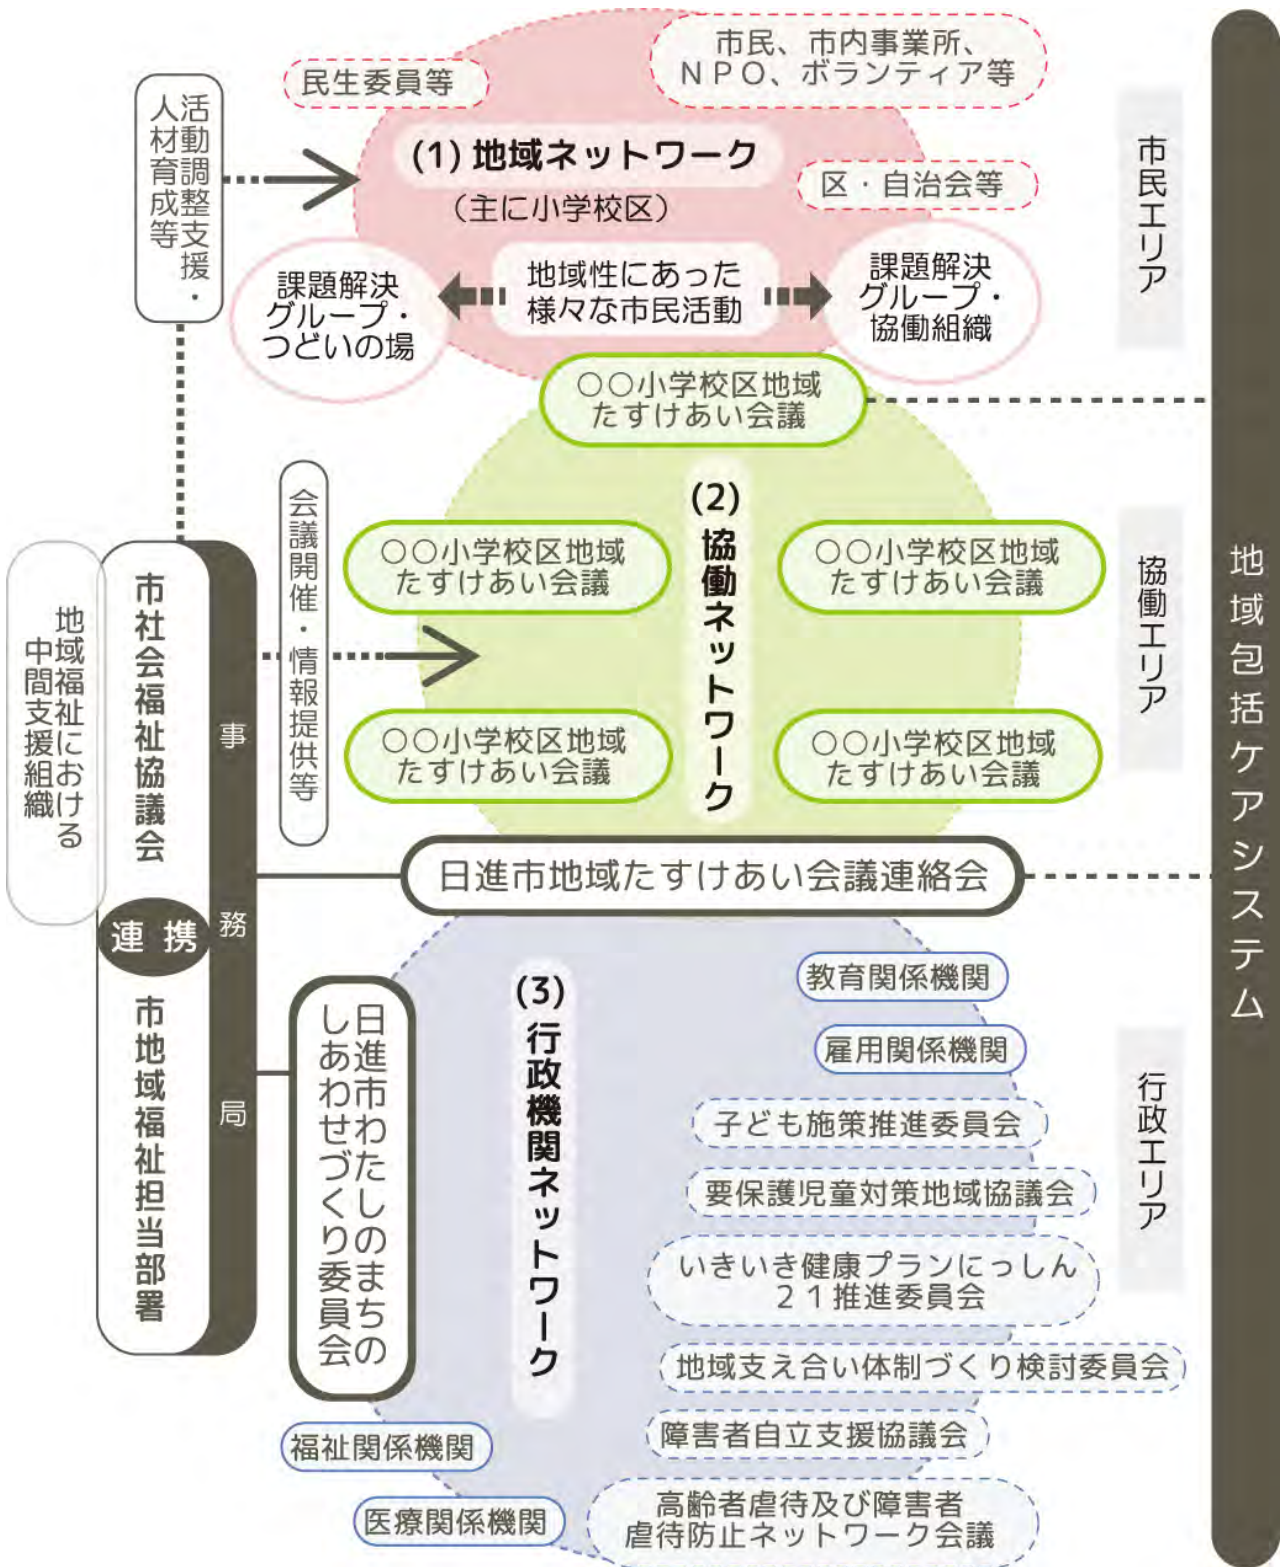 市民、市内事業所、
ＮＰＯ、ボランティア等
民生委員等
(1) 地域ネットワーク
（主に小学校区）
区・自治会等
活動調整支援・
人材育成等
課題解決
グループ・
つどいの場
地域性にあった
様々な市民活動
課題解決
グループ・
協働組織
市民エリア
○○小学校区地域
たすけあい会議
(2) 協働ネットワーク
○○小学校区地域
たすけあい会議
○○小学校区地域
たすけあい会議
○○小学校区地域
たすけあい会議
○○小学校区地域
たすけあい会議
会議開催・情報提供等
協働エリア
地域包括ケアシステム
地域福祉における
中間支援組織
市社会福祉協議会
連携
市地域福祉担当部署
事務局
日進市地域たすけあい会議連絡会
日進市わたしのまちの
しあわせづくり委員会
(3) 行政機関ネットワーク
教育関係機関
雇用関係機関
子ども施策推進委員会
要保護児童対策地域協議会
いきいき健康プランにっしん
２１推進委員会
地域支え合い体制づくり検討委員会
障害者自立支援協議会
高齢者虐待及び障害者
虐待防止ネットワーク会議
福祉関係機関
医療関係機関
行政エリア